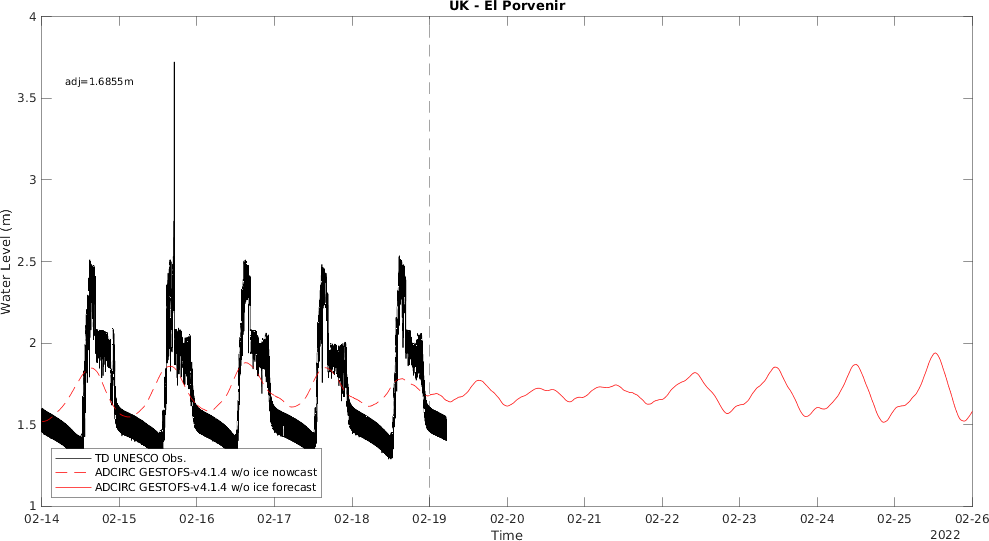 UK - El Porvenir
adj=1.6855m
4
3.5
3
2.5
2
1.5
1
Water Level (m)
TD UNESCO Obs.
ADCIRC GESTOFS-v4.1.4 w/o ice nowcast
ADCIRC GESTOFS-v4.1.4 w/o ice forecast
02-14 02-15 02-16 02-17 02-18 02-19 02-20 02-21 02-22 02-23 02-24 02-25 02-26
Time
2022